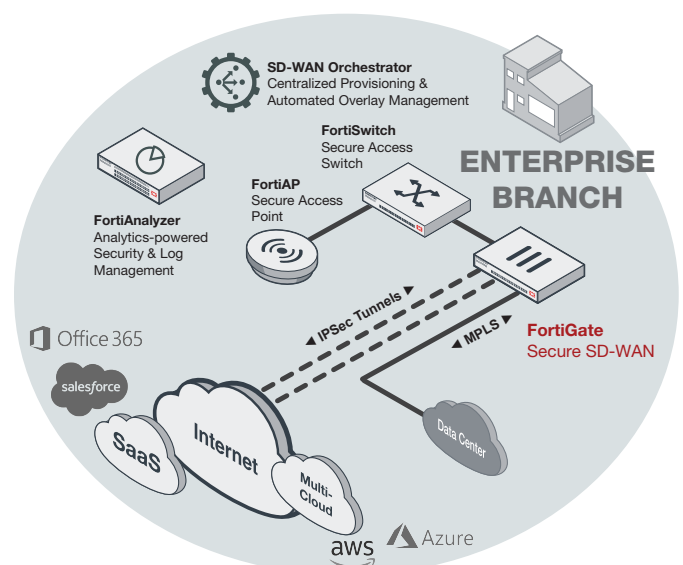 SD-WAN Orchestrator
Centralized Provisioning &
Automated Overlay Management
FortiSwitch
Secure Access
Switch
ENTERPRISE
BRANCH
FortiAP
Secure Access
Point
FortiAnalyzer
Analytics-powered
Security & Log
Management
IPSec Tunnels
MPLS
FortiGate
Secure SD-WAN
Office 365
salesforce
SaaS
Internet
Multi-
Cloud
Data Center
aws
Azure